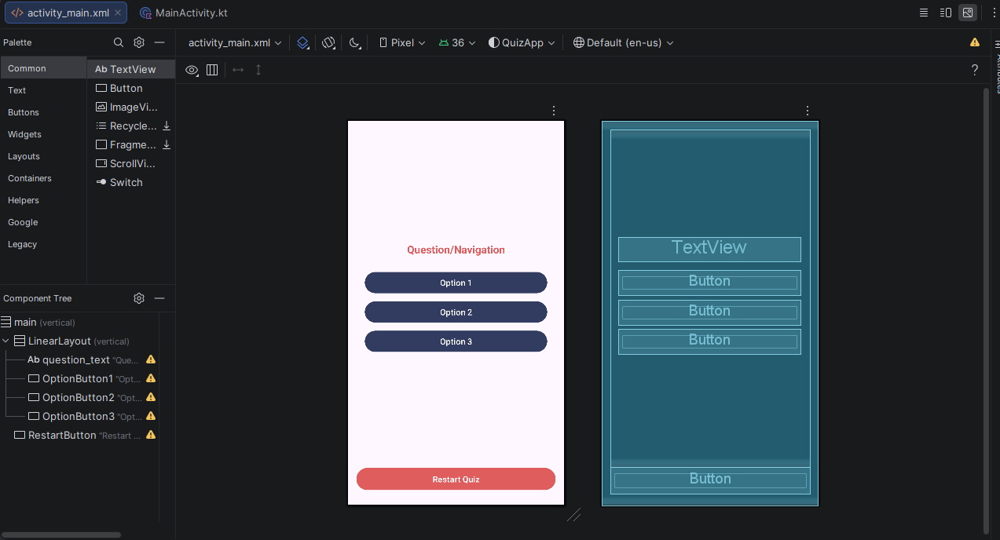 activity_main.xml
MainActivity.kt
Palette
activity_main.xml
Pixel
36
QuizApp
Default (en-us)
Common
Text
Buttons
Widgets
Layouts
Containers
Helpers
Google
Legacy
Ab TextView
Button
ImageVi...
Recycle...
Fragme...
ScrollVi...
Switch
?
Attributes
Question/Navigation
Option 1
Option 2
Option 3
Restart Quiz
TextView
Button
Button
Button
Button
Component Tree
main (vertical)
LinearLayout (vertical)
Ab question_text "Que...
OptionButton1 "Opt...
OptionButton2 "Opt...
OptionButton3 "Opt...
RestartButton "Restart ...